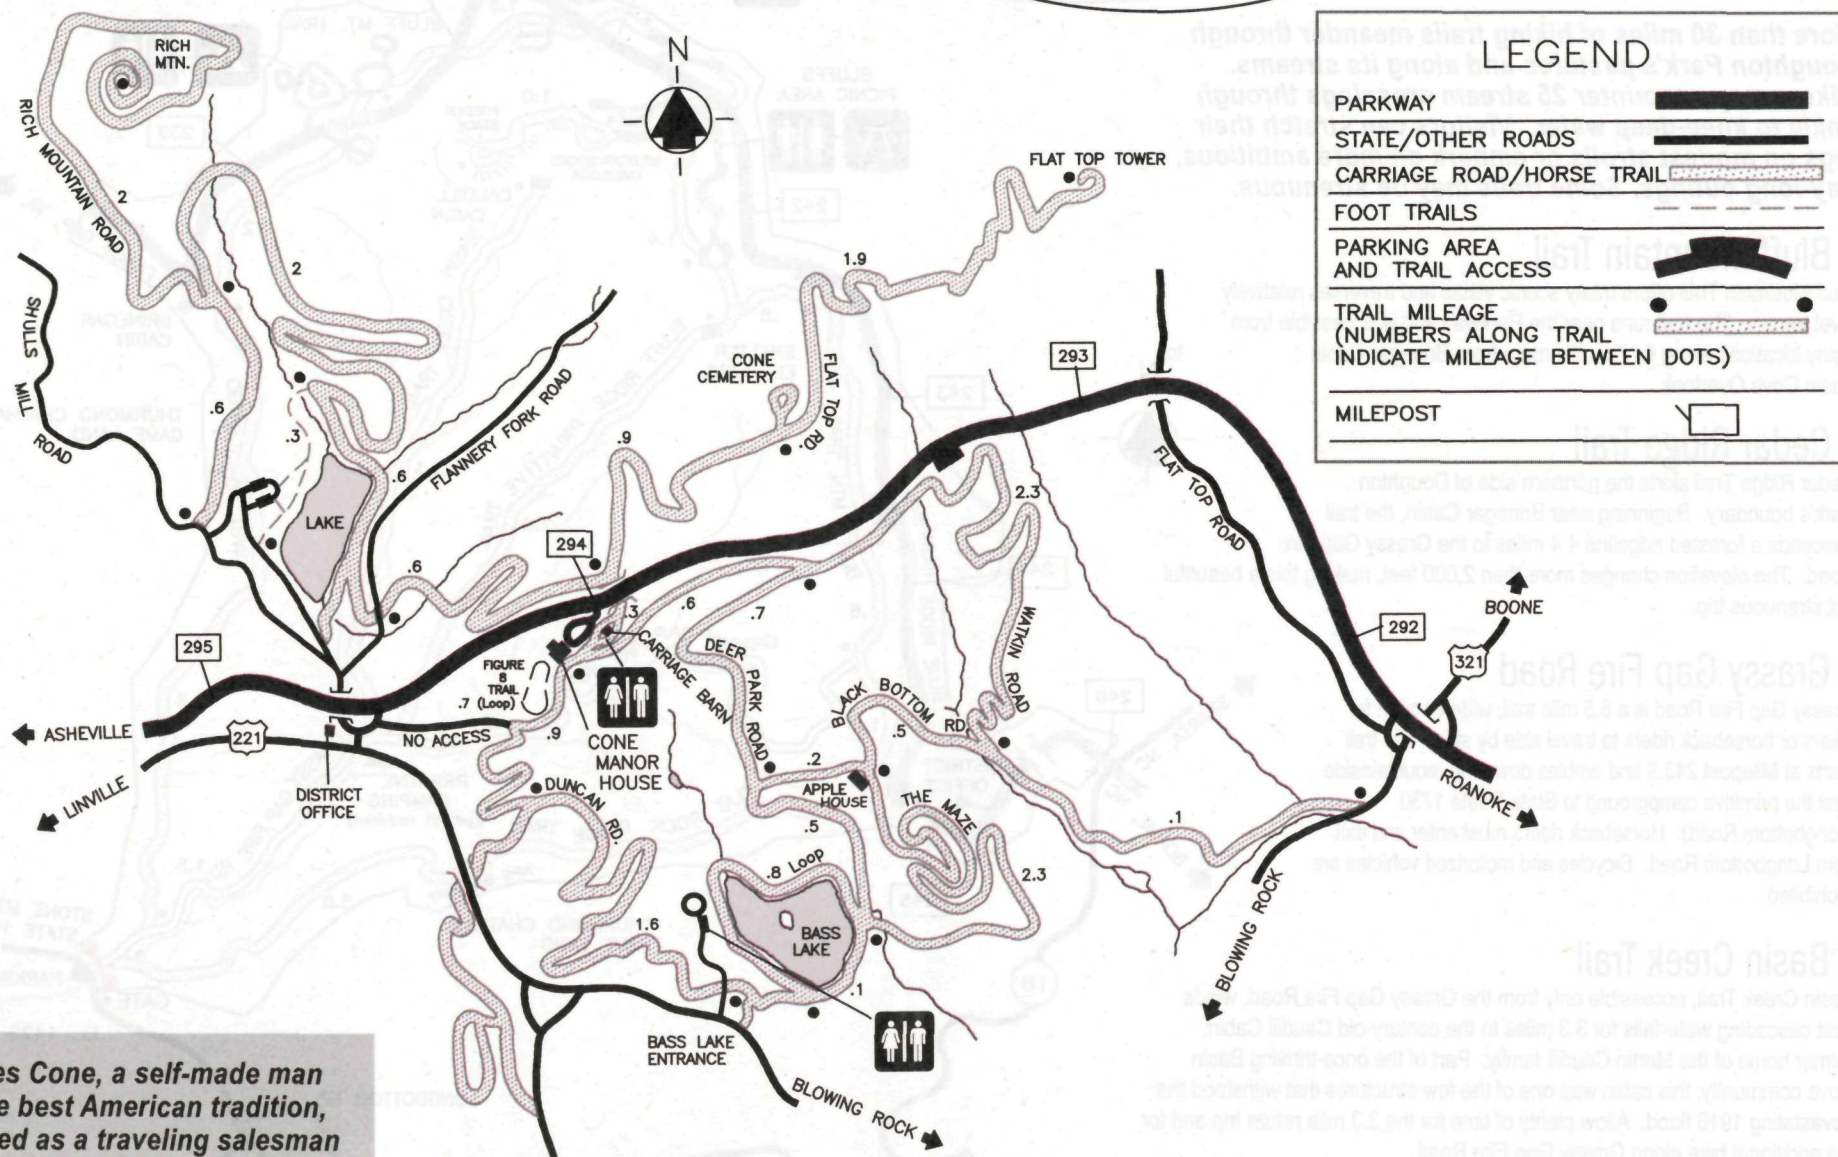 N
RICH
MTN.
RICH MOUNTAIN ROAD
2
2
.6
.3
.6
SHULLS MILL ROAD
LAKE
FLANNERY FORK ROAD
.6
FLAT TOP TOWER
1.9
CONE
CEMETERY
FLAT TOP RD.
.9
293
294
295
292
FLAT TOP ROAD
2.3
WATKIN ROAD
.3
.6
.7
CARRIAGE BARN
DEER PARK ROAD
FIGURE
8
TRAIL
.7 (Loop)
.9
CONE
MANOR
HOUSE
NO ACCESS
ASHEVILLE
221
LINVILLE
DISTRICT
OFFICE
DUNCAN RD.
BLACK BOTTOM RD.
.5
.2
APPLE
HOUSE
THE MAZE
.5
.8 Loop
BASS
LAKE
2.3
.1
.1
1.6
BASS LAKE
ENTRANCE
BLOWING ROCK
BLOWING ROCK
BOONE
321
ROANOKE
LEGEND
PARKWAY
STATE/OTHER ROADS
CARRIAGE ROAD/HORSE TRAIL
FOOT TRAILS
PARKING AREA
AND TRAIL ACCESS
TRAIL MILEAGE
(NUMBERS ALONG TRAIL
INDICATE MILEAGE BETWEEN DOTS)
MILEPOST
es Cone, a self-made man
e best American tradition,
ed as a traveling salesman